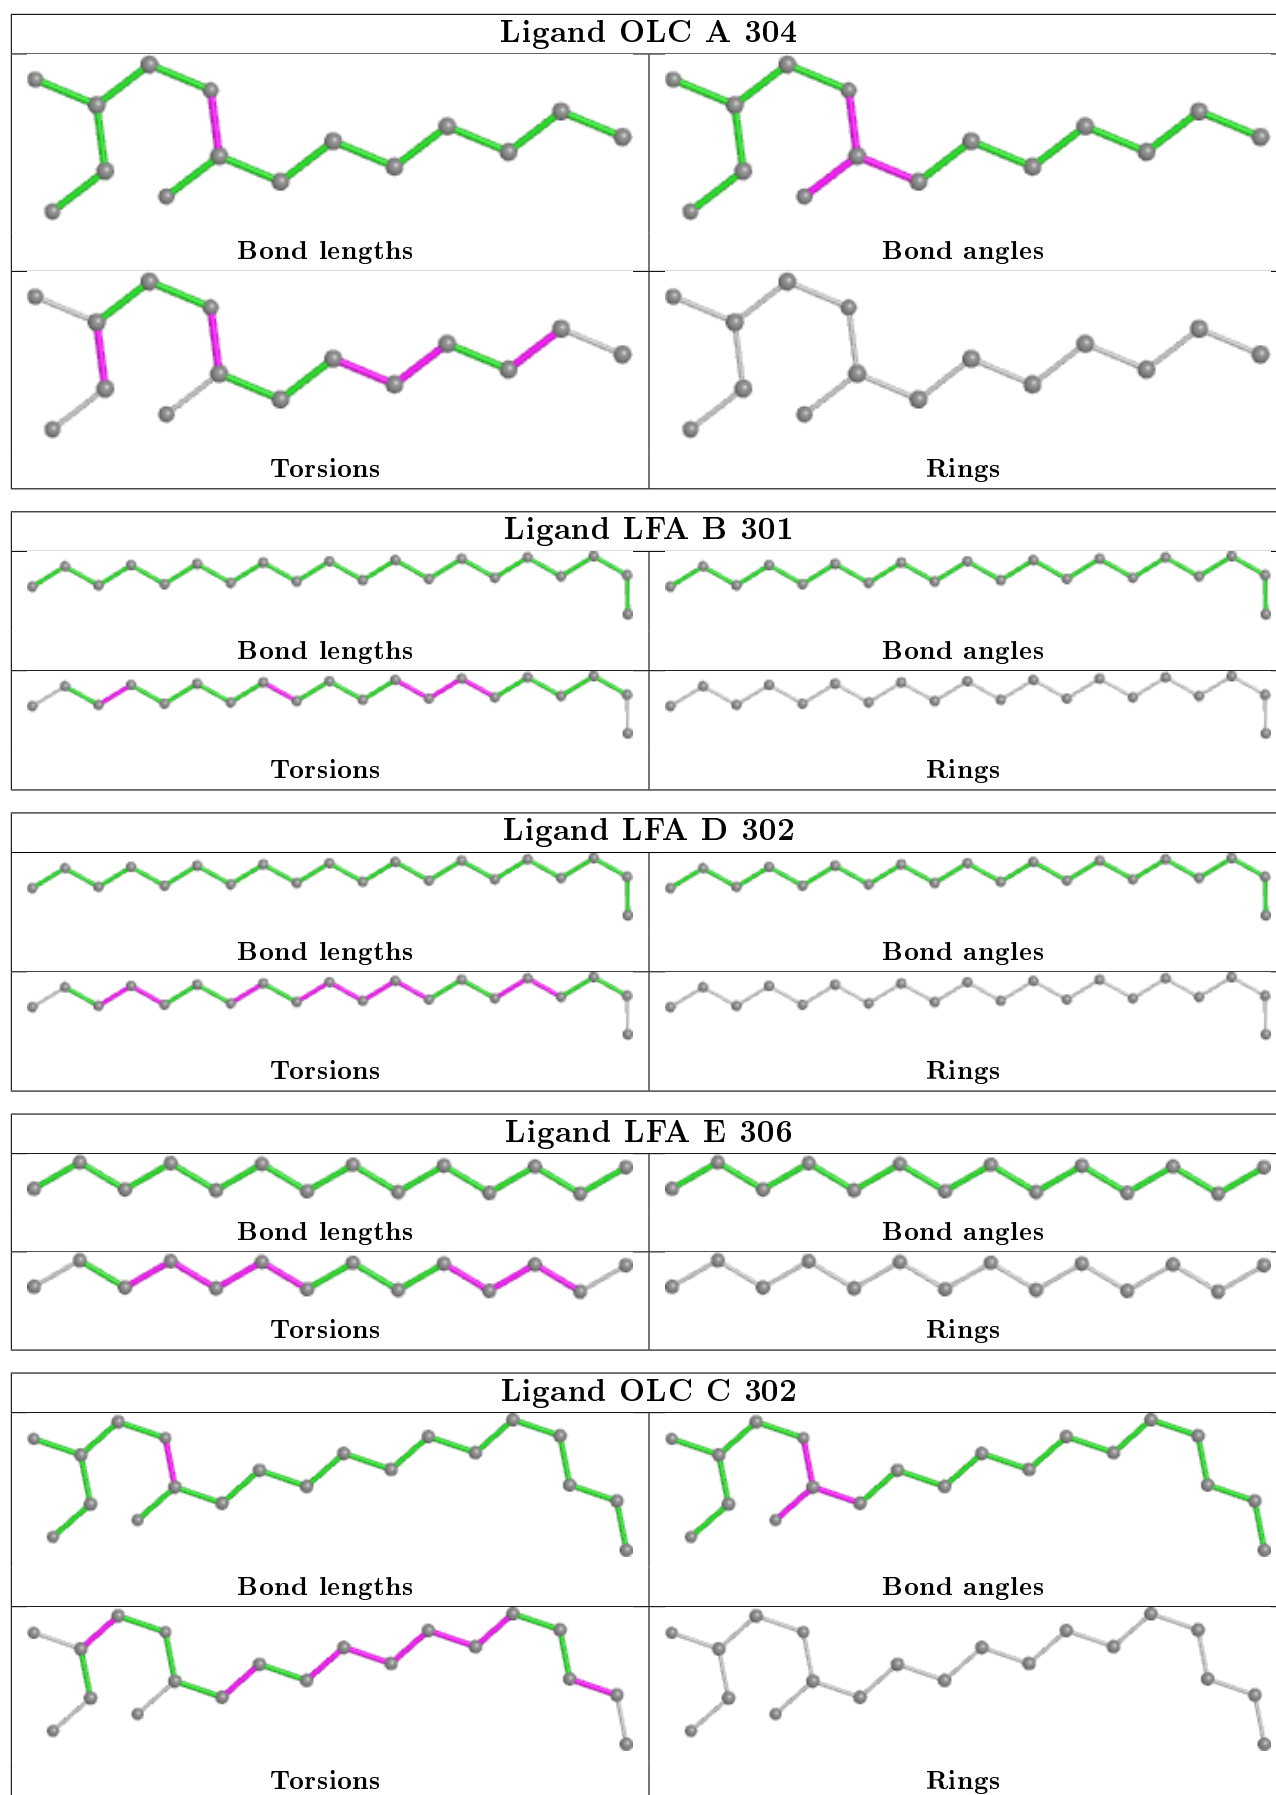 Ligand OLC A 304
Bond lengths
Bond angles
Torsions
Rings
Ligand LFA B 301
Bond lengths
Bond angles
Torsions
Rings
Ligand LFA D 302
Bond lengths
Bond angles
Torsions
Rings
Ligand LFA E 306
Bond lengths
Bond angles
Torsions
Rings
Ligand OLC C 302
Bond lengths
Bond angles
Torsions
Rings